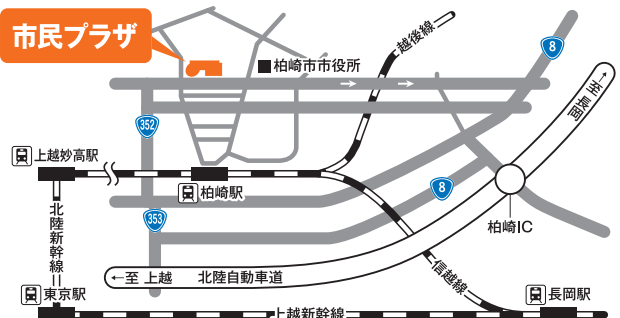 市民プラザ
柏崎市市役所
越後線
8
至 長岡
352
上越妙高駅
柏崎駅
8
353
北陸新幹線
柏崎IC
←至 上越 北陸自動車道
信越線
東京駅
長岡駅
上越新幹線